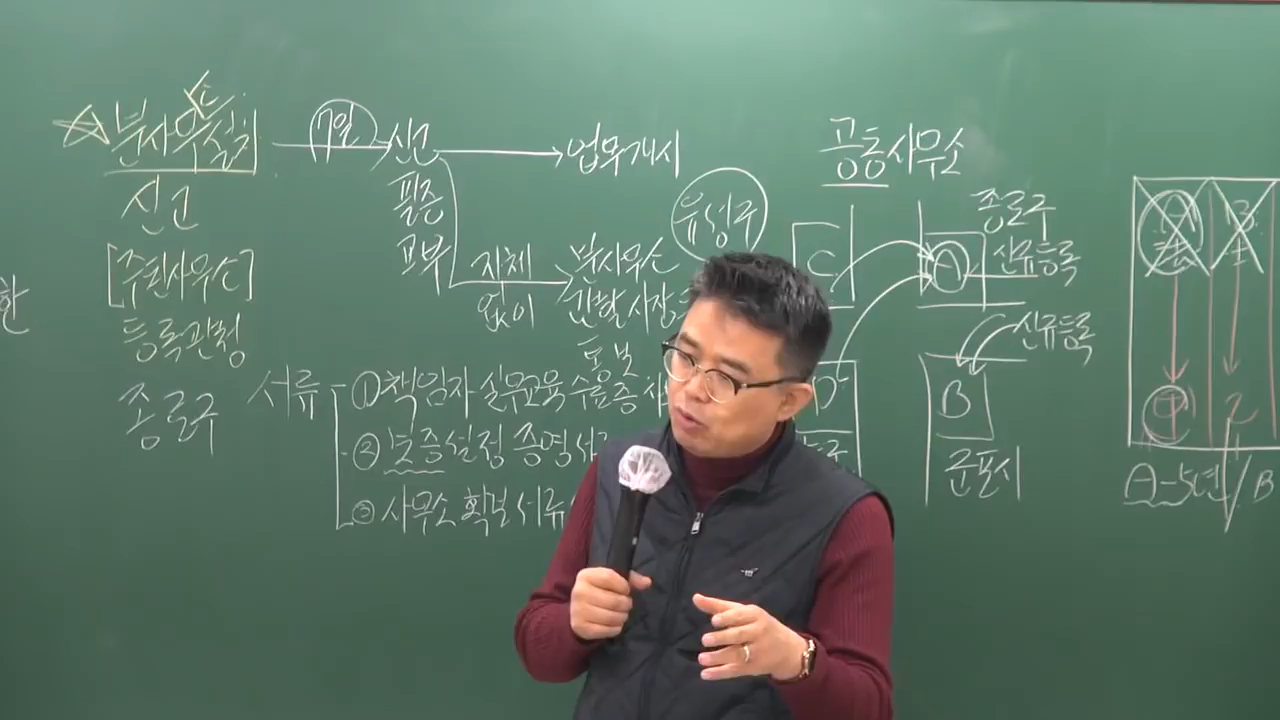 분사무소설치
신고
[주된사무소]
등록관청
종로구
7일
신고
필증
교부
업무개시
지체
없이
분사무소
관할 시장
통보
서류
① 책임자 실무교육 수료증 사
② 보증설정 증명서
③ 사무소 확보 서류
한
공동사무소
유성구
C
A
종로구
신규등록
D
B
신규등록
군포시
A-5년/B